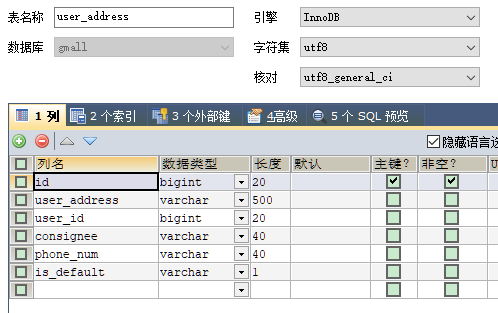 表名称 user_address 引擎 InnoDB
数据库 gmall 字符集 utf8
核对 utf8_general_ci
1 列 2 个索引 3 个外部键 4高级 5 个 SQL 预览
隐藏语言
列名 数据类型 长度 默认 主键? 非空? U
id bigint 20
user_address varchar 500
user_id bigint 20
consignee varchar 40
phone_num varchar 40
is_default varchar 1